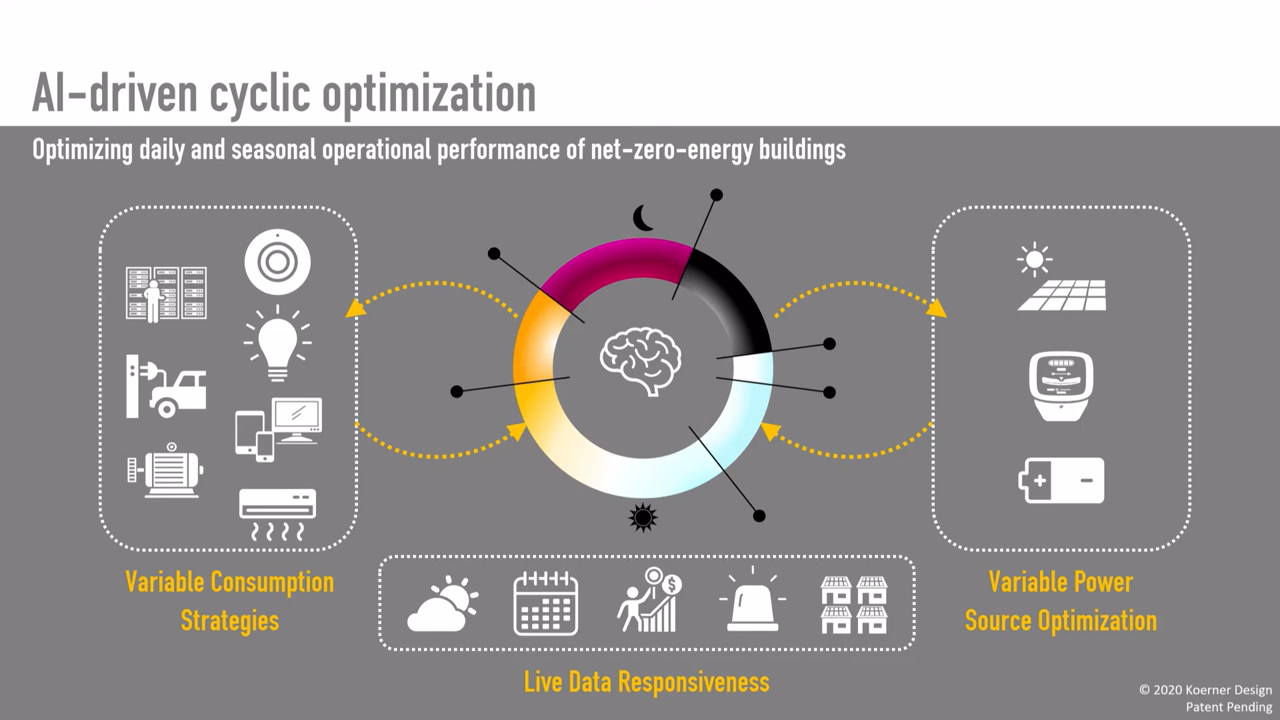 AI-driven cyclic optimization
Optimizing daily and seasonal operational performance of net-zero-energy buildings
Variable Consumption
Strategies
Variable Power
Source Optimization
Live Data Responsiveness
© 2020 Koerner Design
Patent Pending